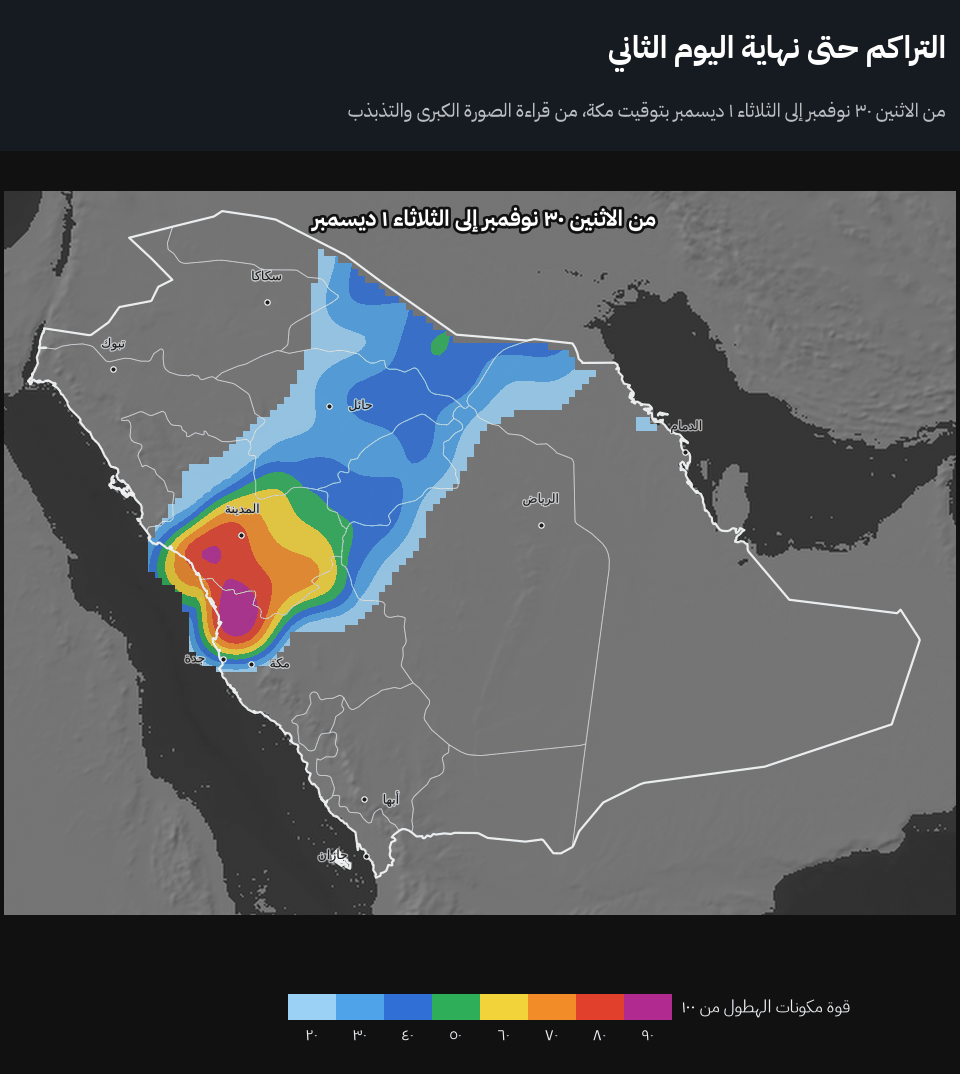 التراكم حتى نهاية اليوم الثاني
من الاثنين ٣٠ نوفمبر إلى الثلاثاء ١ ديسمبر بتوقيت مكة، من قراءة الصورة الكبرى والتذبذب
من الاثنين ٣٠ نوفمبر إلى الثلاثاء ١ ديسمبر
سكاكا
تبوك
حائل
الدمام
الرياض
المدينة
جدة
مكة
أبها
جازان
قوة مكونات الهطول من ١٠٠
٢٠ ٣٠ ٤٠ ٥٠ ٦٠ ٧٠ ٨٠ ٩٠